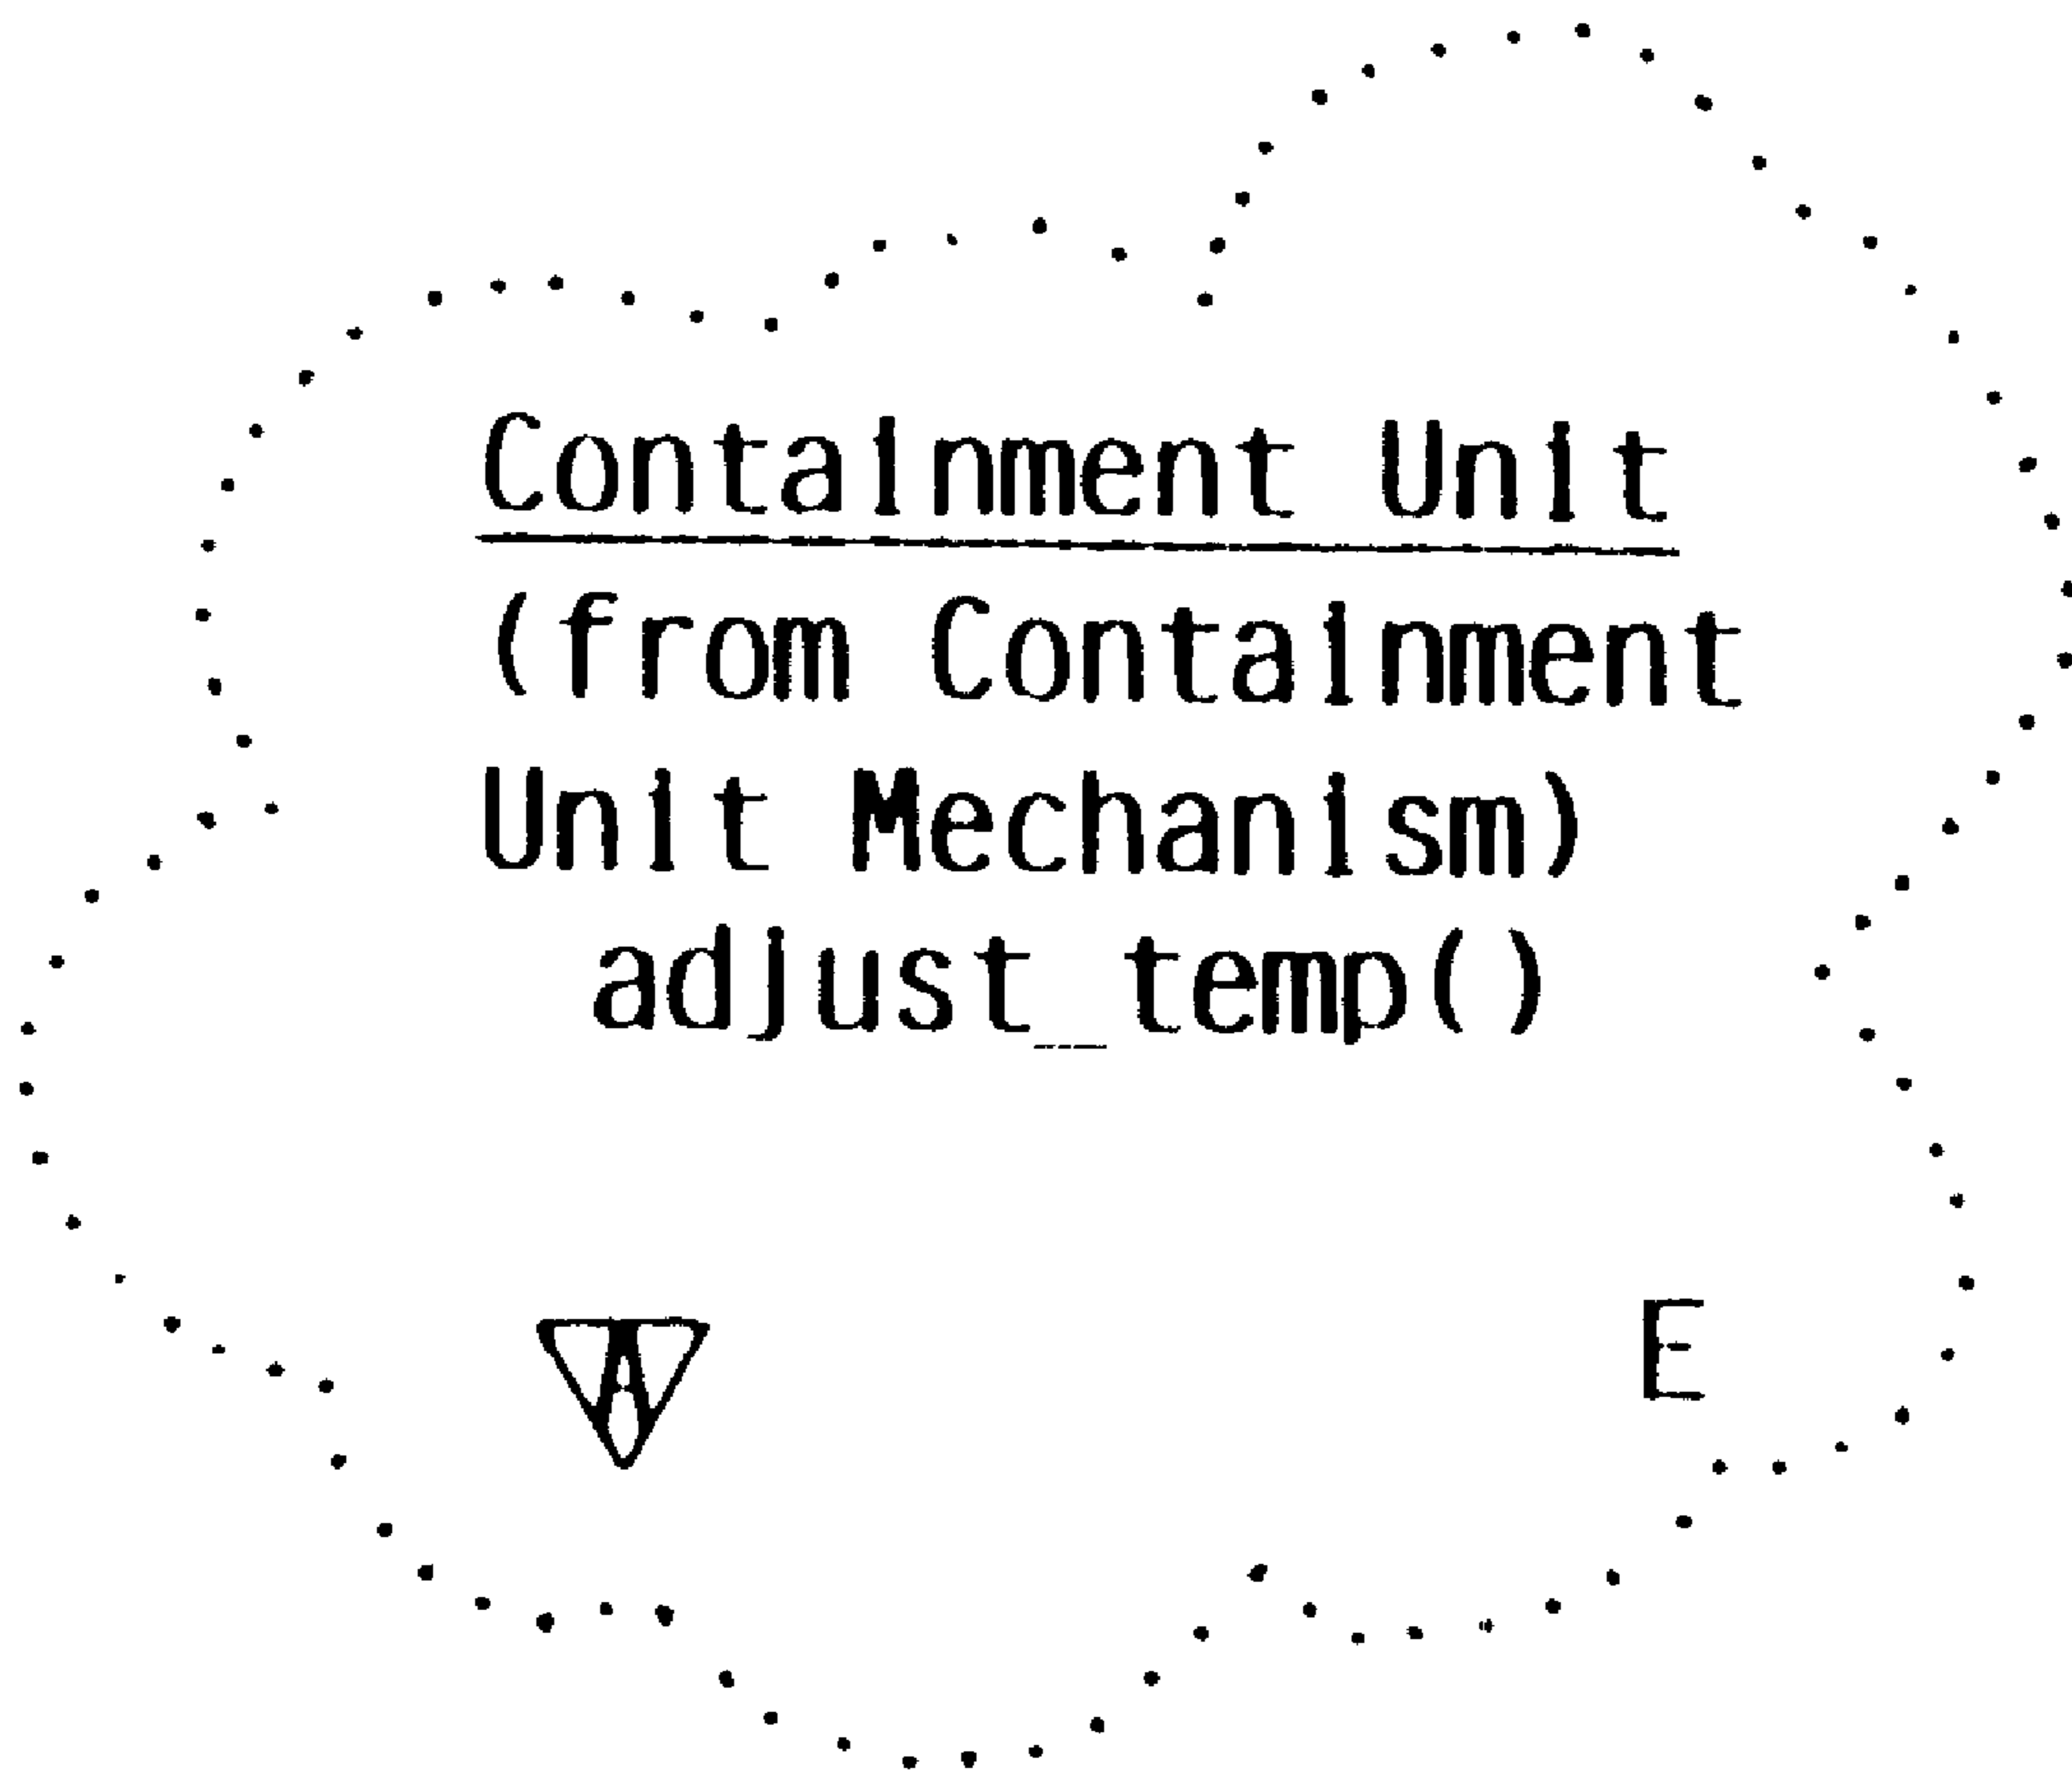 Containment Unit
(from Containment
Unit Mechanism)
adjust_temp()
A E